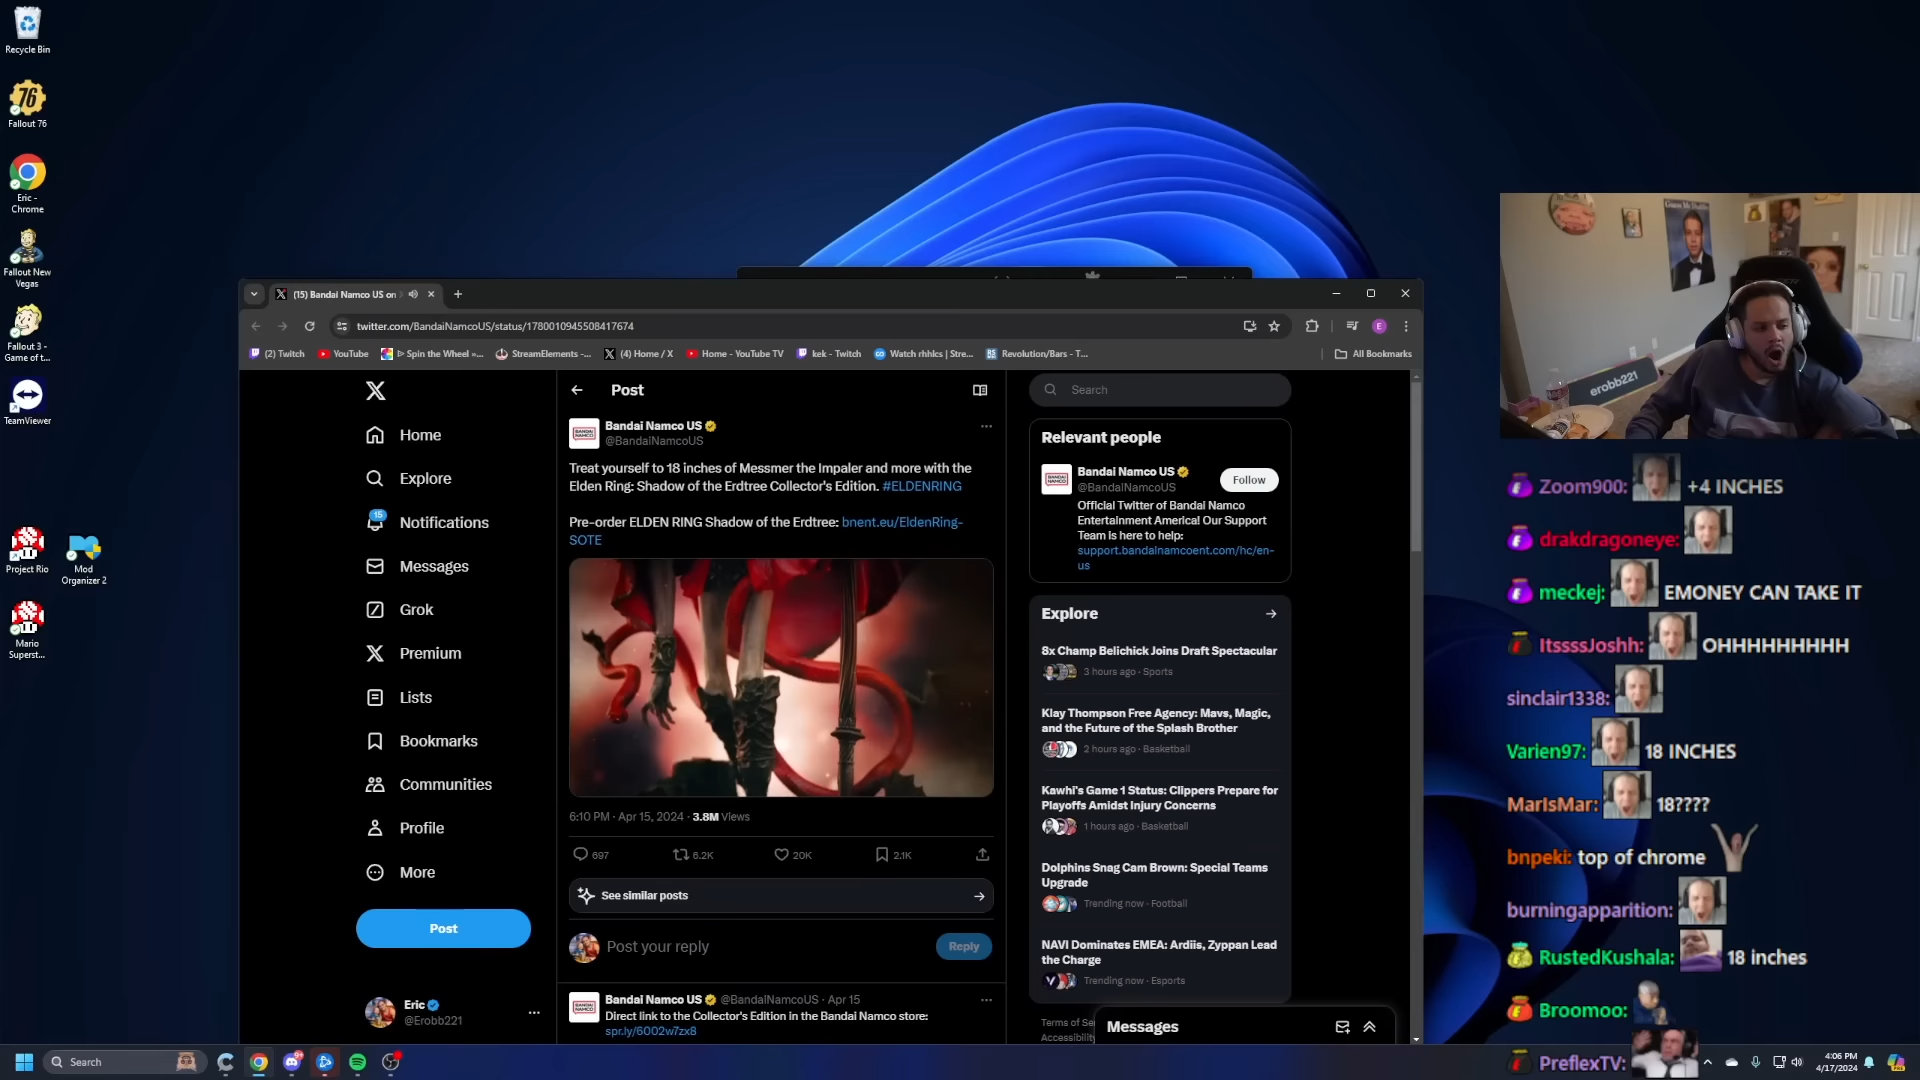 Recycle Bin
76
Fallout 76
Eric -
Chrome
Fallout New
Vegas
Fallout 3 -
Game of t...
TeamViewer
Project Rio
Mod
Organizer 2
Mario
Superst...
(15) Bandai Namco US on
twitter.com/BandaiNamcoUS/status/1780010945508417674
E
(2) Twitch
YouTube
Spin the Wheel »...
StreamElements -...
(4) Home / X
Home - YouTube TV
kek - Twitch
Watch rhhlcs | Stre...
Revolution/Bars - T...
All Bookmarks
Home
Explore
15
Notifications
Messages
Grok
Premium
Lists
Bookmarks
Communities
Profile
More
Post
Eric
@Erobb221
Post
Bandai Namco US
@BandaiNamcoUS
Treat yourself to 18 inches of Messmer the Impaler and more with the
Elden Ring: Shadow of the Erdtree Collector's Edition. #ELDENRING
Pre-order ELDEN RING Shadow of the Erdtree: bnent.eu/EldenRing-
SOTE
6:10 PM · Apr 15, 2024 · 3.8M Views
697
6.2K
20K
2.1K
See similar posts
Post your reply
Reply
Bandai Namco US @BandaiNamcoUS · Apr 15
Direct link to the Collector's Edition in the Bandai Namco store:
spr.ly/6002w7zx8
Search
Relevant people
Bandai Namco US
@BandaiNamcoUS
Follow
Official Twitter of Bandai Namco
Entertainment America! Our Support
Team is here to help:
support.bandainamcoent.com/hc/en-
us
Explore
8x Champ Belichick Joins Draft Spectacular
3 hours ago · Sports
Klay Thompson Free Agency: Mavs, Magic,
and the Future of the Splash Brother
2 hours ago · Basketball
Kawhi's Game 1 Status: Clippers Prepare for
Playoffs Amidst Injury Concerns
1 hours ago · Basketball
Dolphins Snag Cam Brown: Special Teams
Upgrade
Trending now · Football
NAVI Dominates EMEA: Ardiis, Zyppan Lead
the Charge
Trending now · Esports
Terms of Se
Accessibility
Messages
erobb221
Zoom900: +4 INCHES
drakdragoneye:
meckej: EMONEY CAN TAKE IT
ItssssJoshh: OHHHHHHHHH
sinclair1338:
Varien97: 18 INCHES
MarIsMar: 18????
bnpeki: top of chrome
burningapparition:
RustedKushala: 18 inches
Broomoo:
PreflexTV:
Search
4:06 PM
4/17/2024